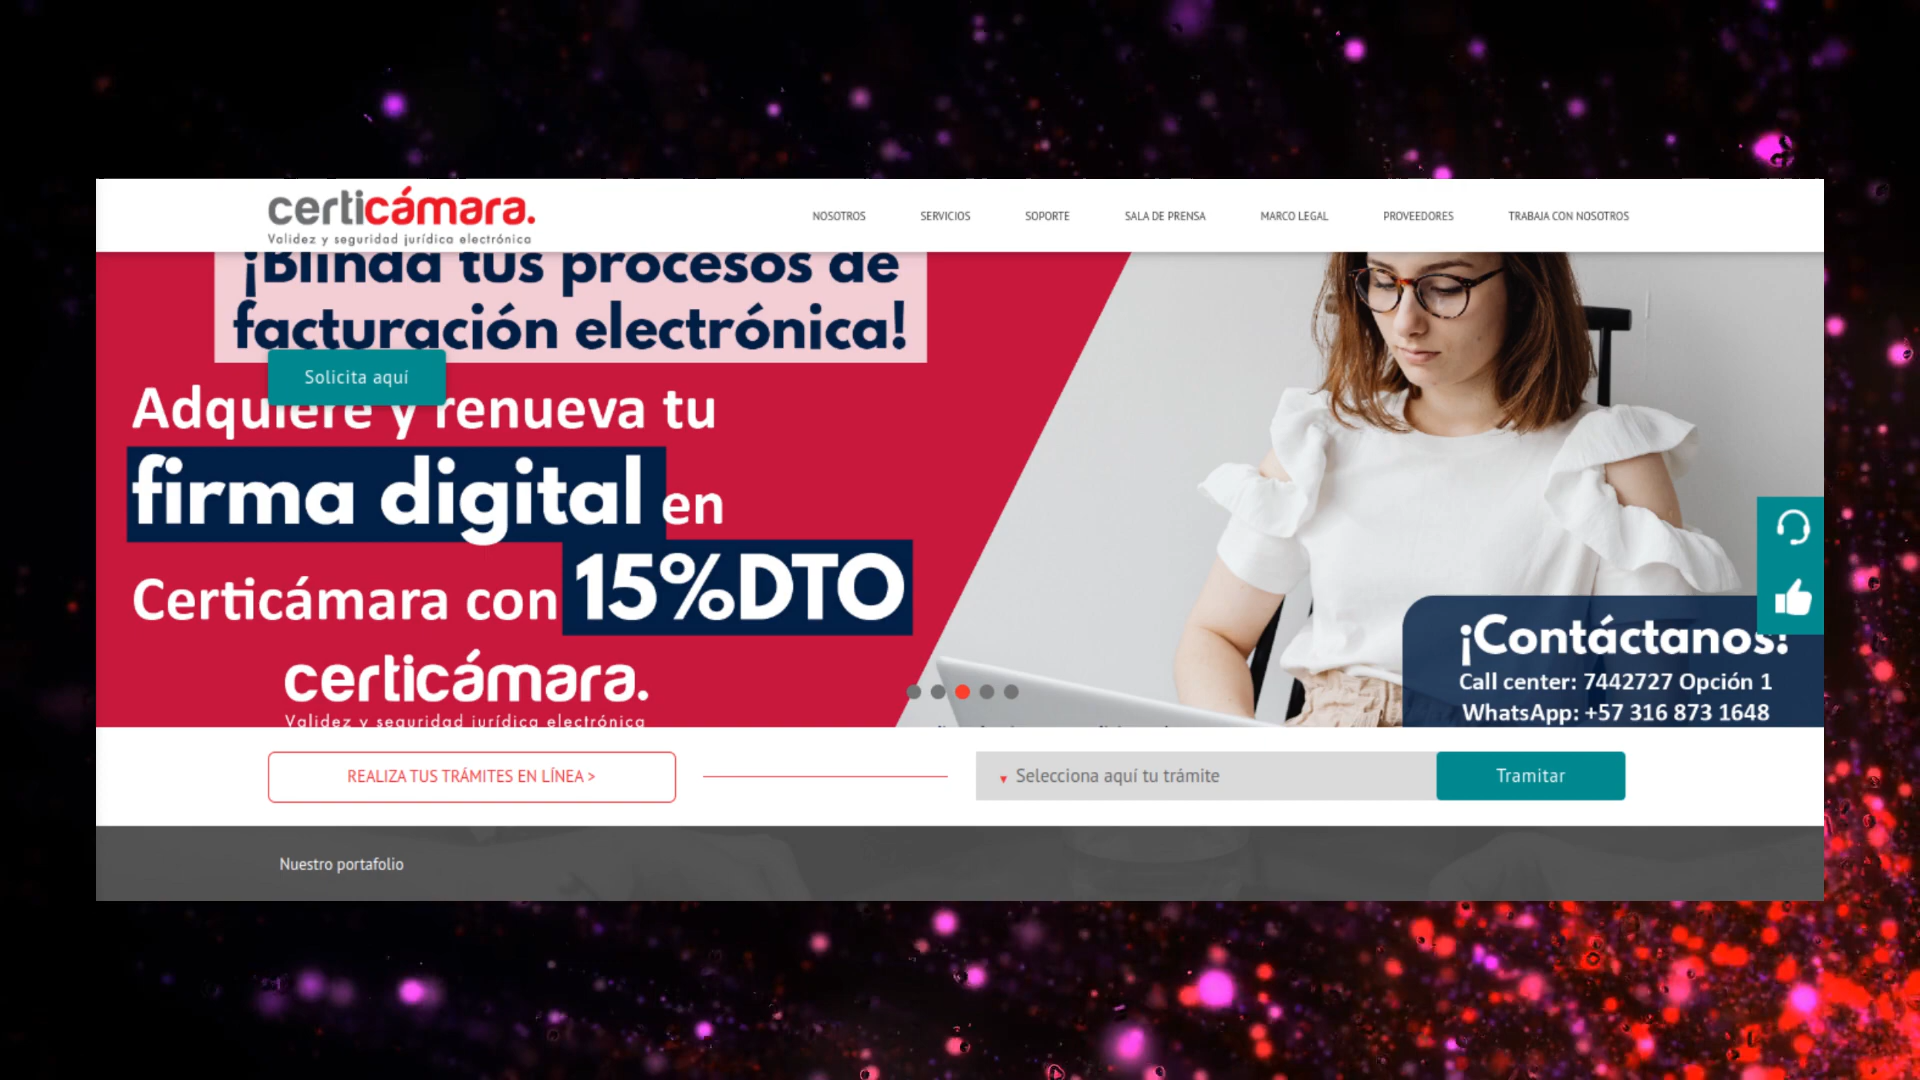 certicámara.
Validez y seguridad jurídica electrónica
NOSOTROS
SERVICIOS
SOPORTE
SALA DE PRENSA
MARCO LEGAL
PROVEEDORES
TRABAJA CON NOSOTROS
¡Blinda tus procesos de
facturación electrónica!
Solicita aquí
Adquiere y renueva tu
firma digital en
Certicámara con 15%DTO
certicámara.
Validez y seguridad jurídica electrónica
¡Contáctanos!
Call center: 7442727 Opción 1
WhatsApp: +57 316 873 1648
REALIZA TUS TRÁMITES EN LÍNEA >
Selecciona aquí tu trámite
Tramitar
Nuestro portafolio